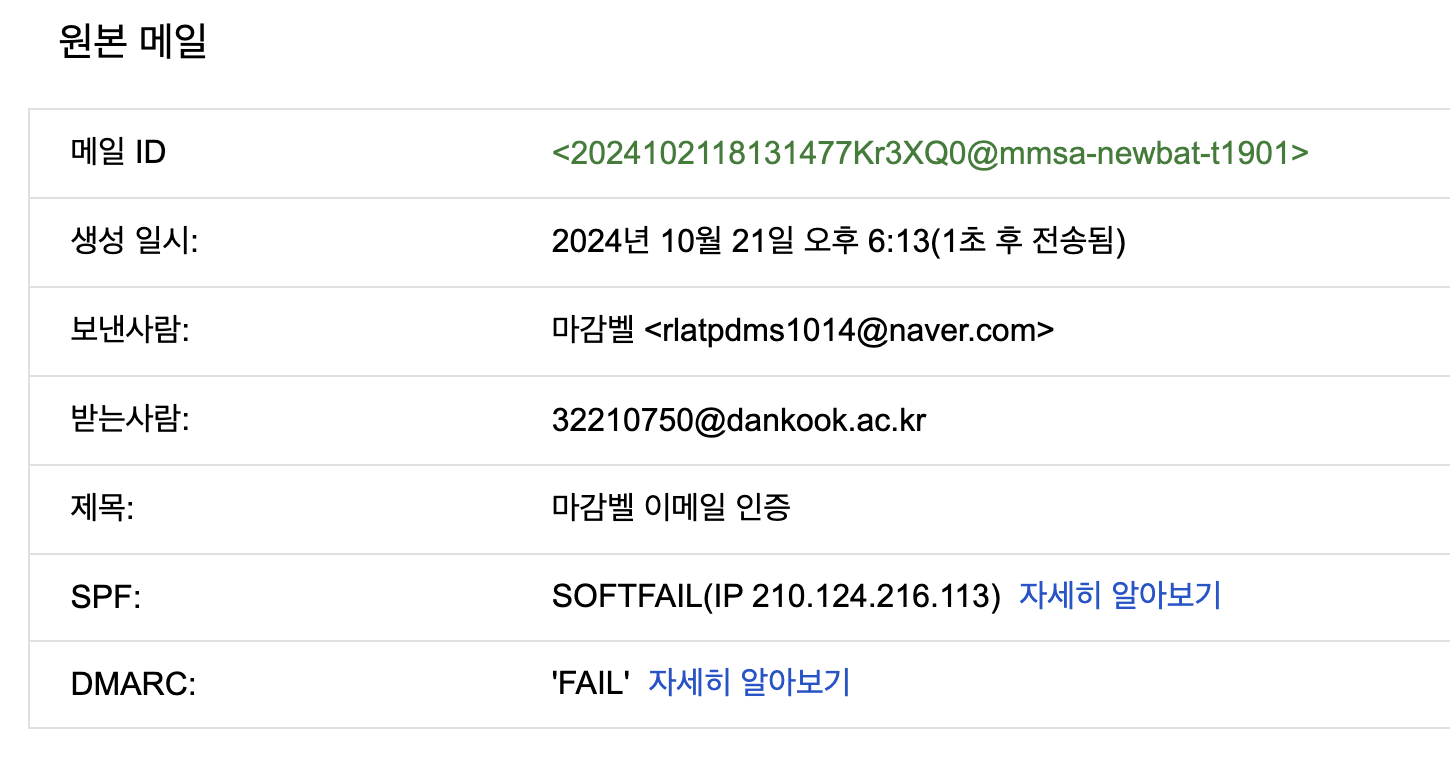 원본 메일
메일 ID <2024102118131477Kr3XQ0@mmsa-newbat-t1901>
생성 일시: 2024년 10월 21일 오후 6:13(1초 후 전송됨)
보낸사람: 마감벨 <rlatpdms1014@naver.com>
받는사람: 32210750@dankook.ac.kr
제목: 마감벨 이메일 인증
SPF: SOFTFAIL(IP 210.124.216.113) 자세히 알아보기
DMARC: 'FAIL' 자세히 알아보기